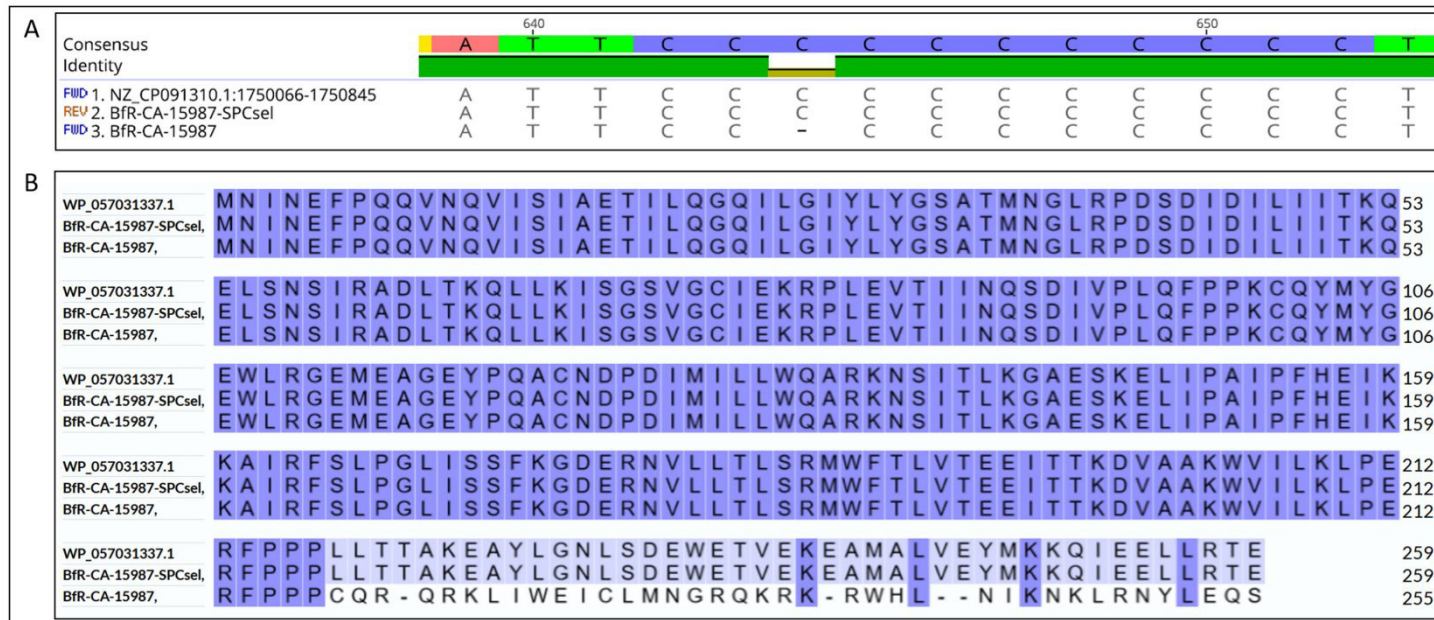 A
640 650
Consensus A T T C C C C C C C C C C C T
Identity
FWD 1. NZ_CP091310.1:1750066-1750845 A T T C C C C C C C C C C C T
REV 2. BfR-CA-15987-SPCsel A T T C C C C C C C C C C C T
FWD 3. BfR-CA-15987 A T T C C - C C C C C C C C T
B
WP_057031337.1 MNINEFPQQVNQVISIAETILQGQILGIYLYGSATMNGLRPDSDIDILIITKQ 53
BfR-CA-15987-SPCsel, MNINEFPQQVNQVISIAETILQGQILGIYLYGSATMNGLRPDSDIDILIITKQ 53
BfR-CA-15987, MNINEFPQQVNQVISIAETILQGQILGIYLYGSATMNGLRPDSDIDILIITKQ 53
WP_057031337.1 ELSNSIRADLTKQLLKISGSVGCIEKRPLEVTIINQSDIVPLQFPPKCQYMYG 106
BfR-CA-15987-SPCsel, ELSNSIRADLTKQLLKISGSVGCIEKRPLEVTIINQSDIVPLQFPPKCQYMYG 106
BfR-CA-15987, ELSNSIRADLTKQLLKISGSVGCIEKRPLEVTIINQSDIVPLQFPPKCQYMYG 106
WP_057031337.1 EWLRGEMEAGEYPQACNDPDIMILLWQARKNSITLKGAESKELIPAIPFHEIK 159
BfR-CA-15987-SPCsel, EWLRGEMEAGEYPQACNDPDIMILLWQARKNSITLKGAESKELIPAIPFHEIK 159
BfR-CA-15987, EWLRGEMEAGEYPQACNDPDIMILLWQARKNSITLKGAESKELIPAIPFHEIK 159
WP_057031337.1 KAIRFSLPGLISSFKGDERNVLLTLSRMWFTLVTEEITTKDVAAKWVILKLPE 212
BfR-CA-15987-SPCsel, KAIRFSLPGLISSFKGDERNVLLTLSRMWFTLVTEEITTKDVAAKWVILKLPE 212
BfR-CA-15987, KAIRFSLPGLISSFKGDERNVLLTLSRMWFTLVTEEITTKDVAAKWVILKLPE 212
WP_057031337.1 RFPPPLLTTAKEAYLGNLSDEWETVEKEAMALVEYMKKQIEELLRTE 259
BfR-CA-15987-SPCsel, RFPPPLLTTAKEAYLGNLSDEWETVEKEAMALVEYMKKQIEELLRTE 259
BfR-CA-15987, RFPPPCQR-QRKLIWEICLMNGRQKRK-RWHL--NIKNKLRNYLEQS 255